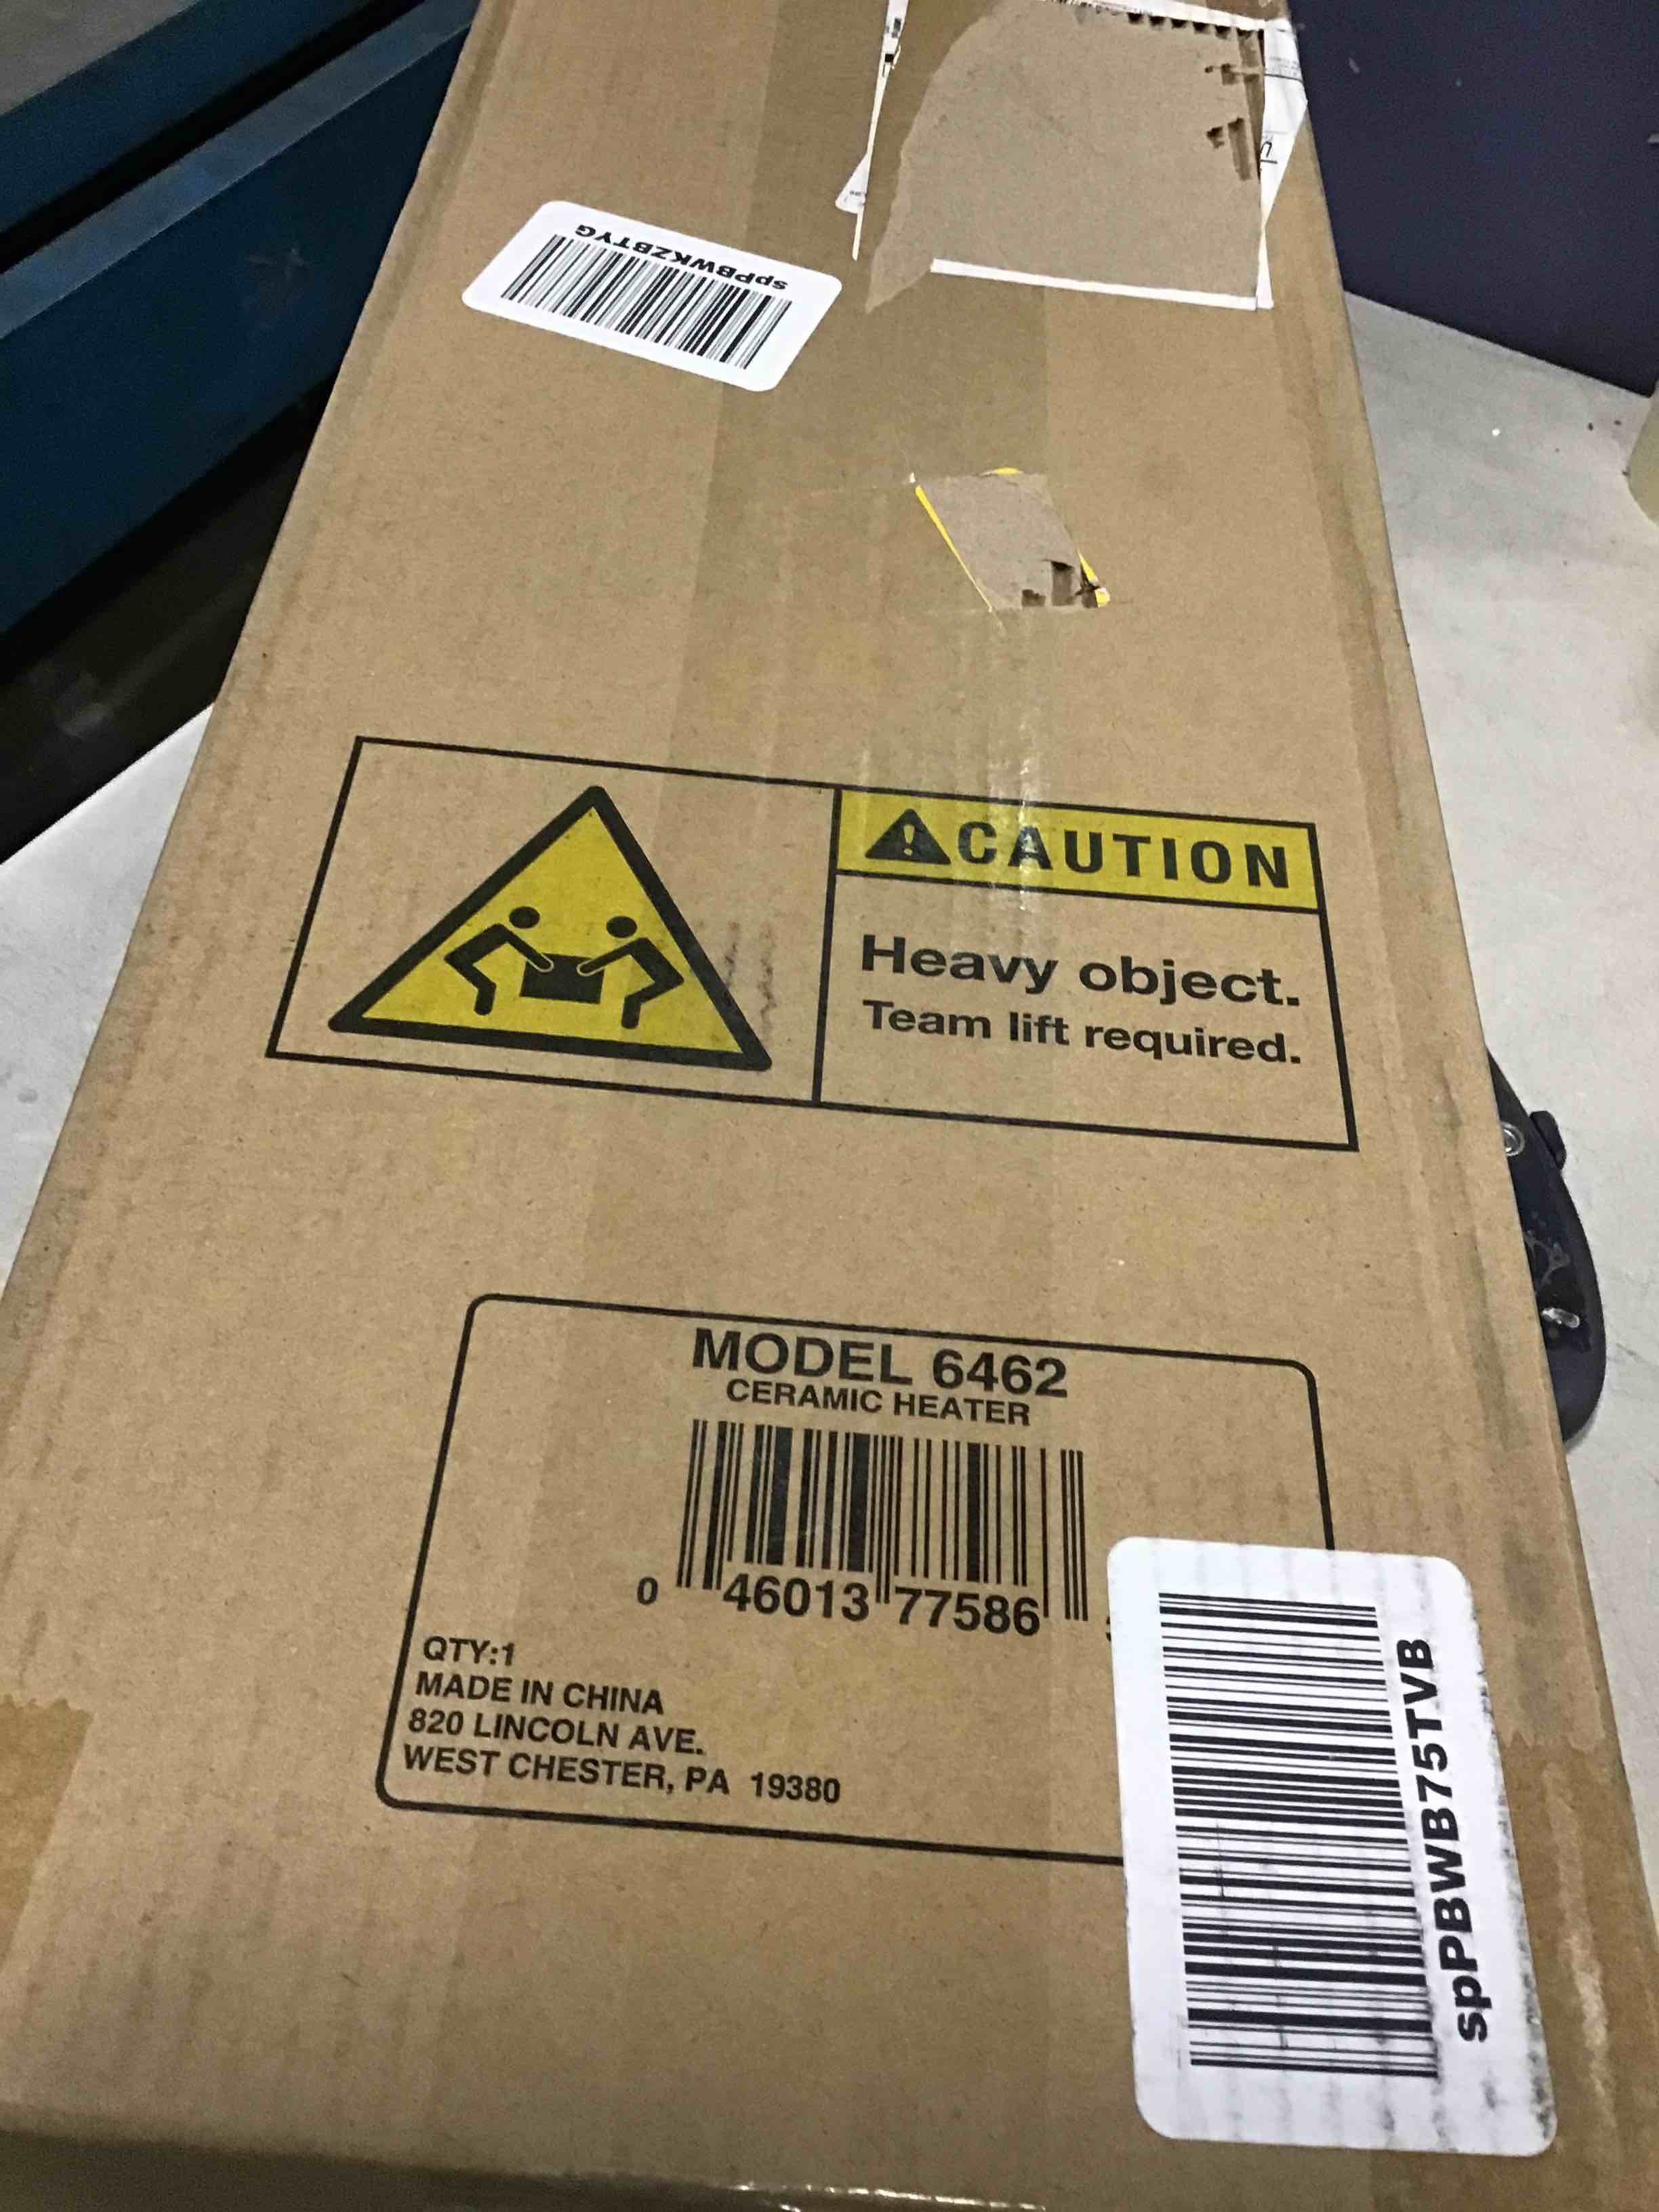 spPBWKZBTYG
CAUTION
Heavy object.
Team lift required.
MODEL 6462
CERAMIC HEATER
0 46013 77586
QTY:1
MADE IN CHINA
820 LINCOLN AVE.
WEST CHESTER, PA 19380
spPBWB75TVB